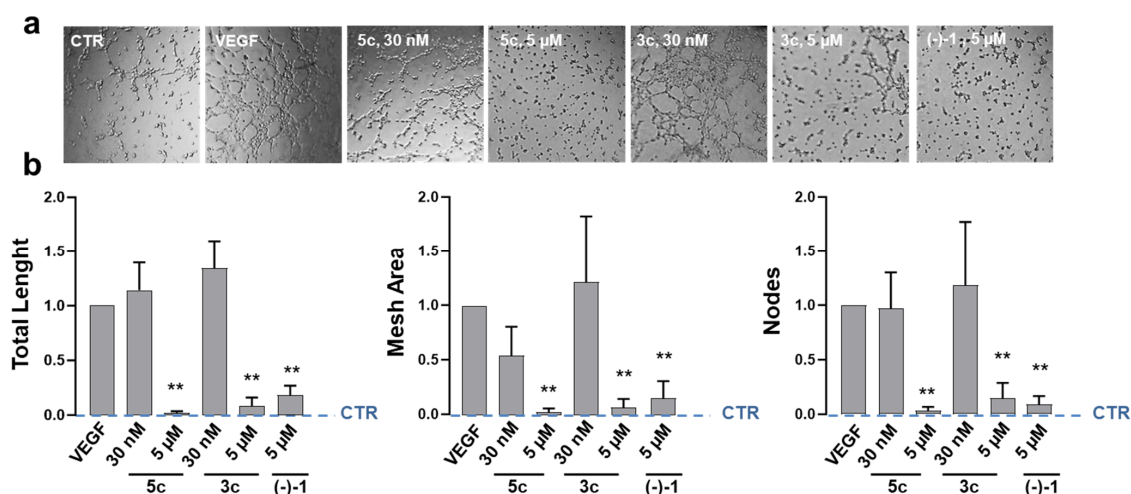 a
CTR
VEGF
5c, 30 nM
5c, 5 µM
3c, 30 nM
3c, 5 µM
(-)-1 , 5 µM
b
Total Lenght
2.0
1.5
1.0
0.5
0.0
**
**
**
CTR
VEGF
30 nM
5 µM
30 nM
5 µM
5 µM
5c
3c
(-)-1
Mesh Area
2.0
1.5
1.0
0.5
0.0
**
**
**
CTR
VEGF
30 nM
5 µM
30 nM
5 µM
5 µM
5c
3c
(-)-1
Nodes
2.0
1.5
1.0
0.5
0.0
**
**
**
CTR
VEGF
30 nM
5 µM
30 nM
5 µM
5 µM
5c
3c
(-)-1